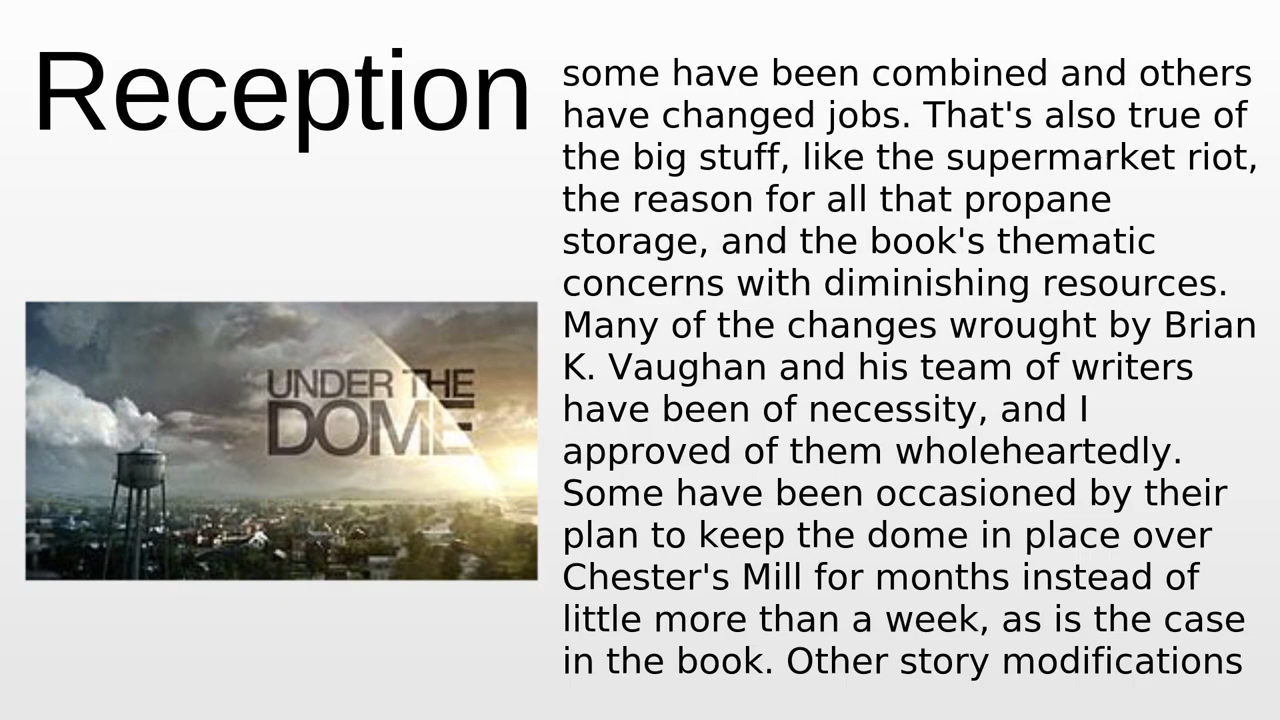 Reception
some have been combined and others
have changed jobs. That's also true of
the big stuff, like the supermarket riot,
the reason for all that propane
storage, and the book's thematic
concerns with diminishing resources.
Many of the changes wrought by Brian
K. Vaughan and his team of writers
have been of necessity, and I
approved of them wholeheartedly.
Some have been occasioned by their
plan to keep the dome in place over
Chester's Mill for months instead of
little more than a week, as is the case
in the book. Other story modifications
UNDER THE
DOME